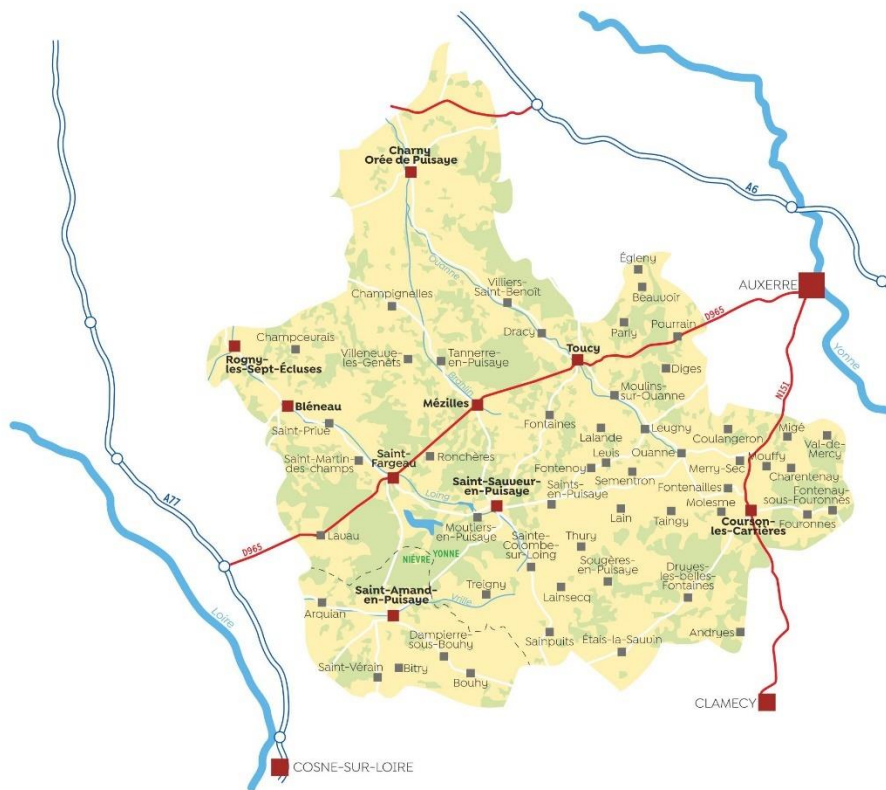 A6
Charny
Orée de Puisaye
Ouanne
Égleny
AUXERRE
Beauvoir
Villiers-
Saint-Benoît
Champignelles
D965
Parly
Pourrain
Dracy
Yonne
Champceurais
Rogny-
les-Sept-Écluses
Villeneuve-
les-Genêts
Tannerre-
en-Puisaye
Toucy
Diges
Branlin
N151
Moulins-
sur-Ouanne
Bléneau
Mézilles
Saint-Privé
Fontaines
Lalande
Leugny
Coulangeron
Migé
Val-de-
Mercy
Saint-
Fargeau
Ronchères
Saint-Martin-
des-champs
Levis
Ouanne
Mouffy
Fontenoy
Sementron
Merry-Sec
Charentenay
Loing
Saint-Sauveur-
en-Puisaye
Saints-
en-Puisaye
Fontenailles
Fontenay-
sous-Fouronnes
Molesme
A77
Moutiers-
en-Puisaye
Lain
Taingy
Courson-
les-Carrières
Fouronnes
Lavau
D965
Sainte-
Colombe-
sur-Loing
Thury
NIÈVRE
YONNE
Sougères-
en-Puisaye
Druyes-
les-belles-
Fontaines
Loire
Saint-Amand-
en-Puisaye
Treigny
Lainsecq
Vrille
Arquian
Dampierre-
sous-Bouhy
Sainpuits
Étais-la-Sauvin
Andryes
Saint-Vérain
Bitry
Bouhy
CLAMECY
COSNE-SUR-LOIRE